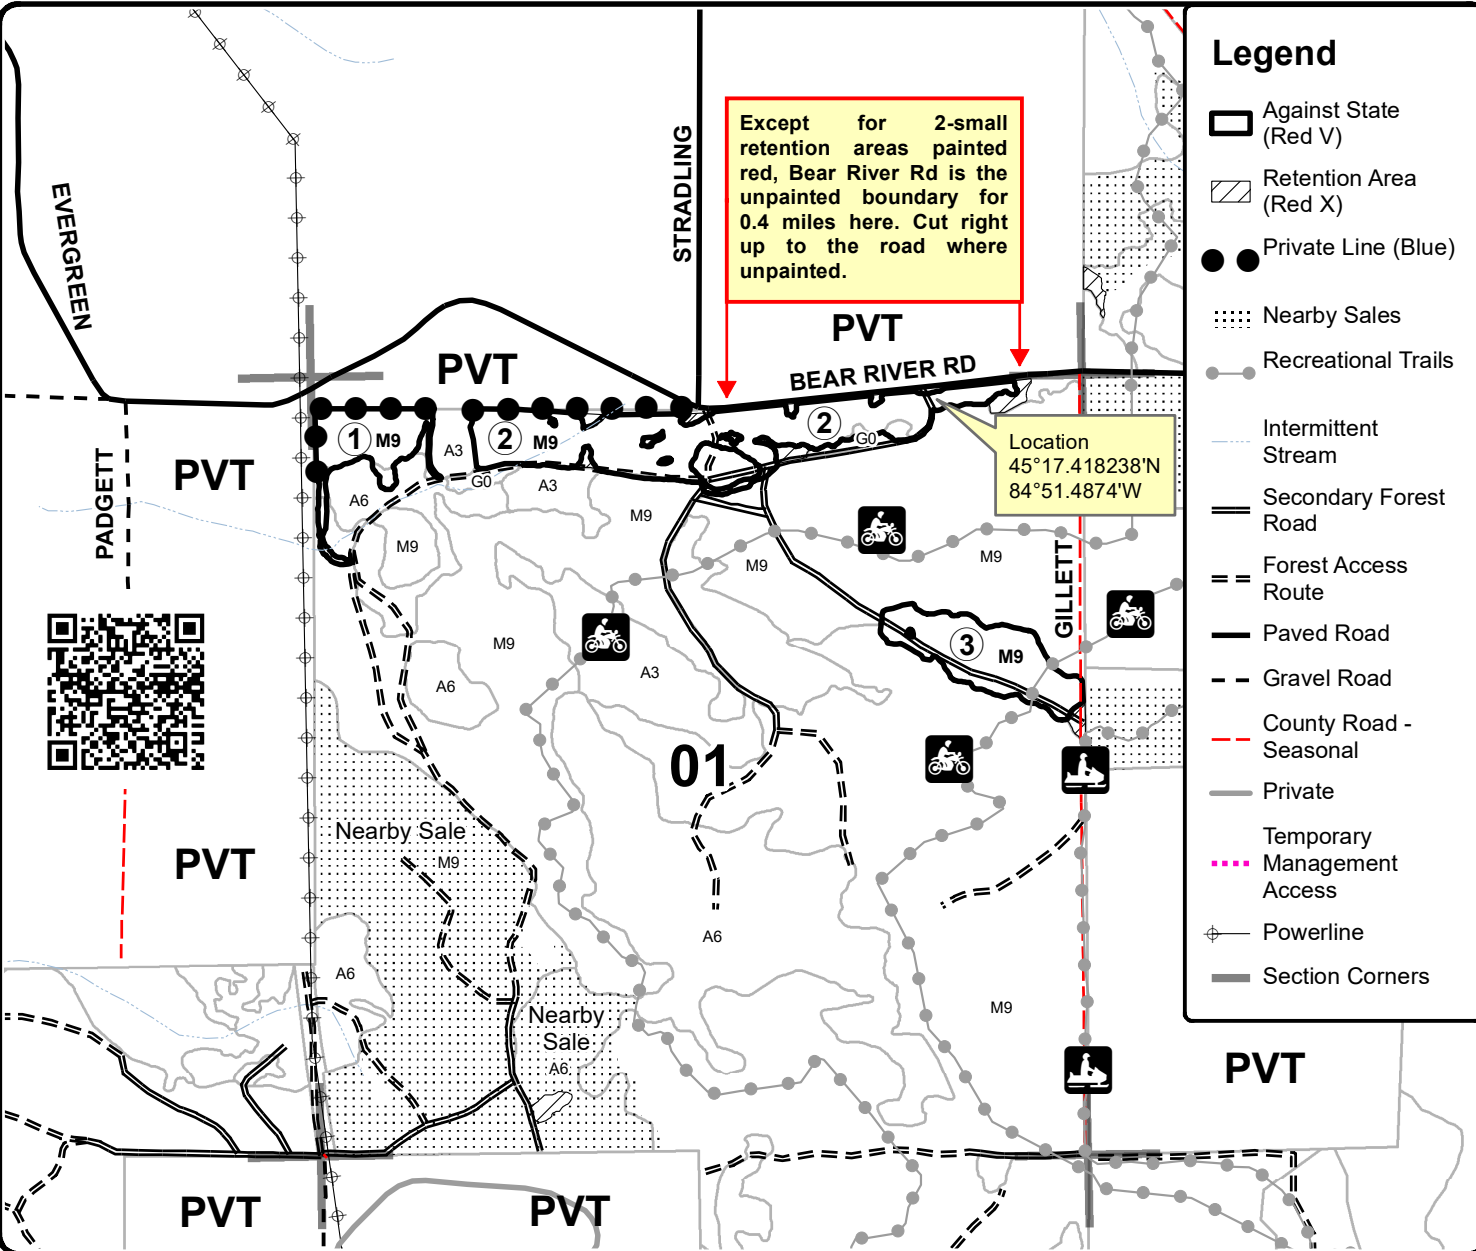 Legend
Against State
(Red V)
Retention Area
(Red X)
Private Line (Blue)
Nearby Sales
Recreational Trails
Intermittent
Stream
Secondary Forest
Road
Forest Access
Route
Paved Road
Gravel Road
County Road -
Seasonal
Private
Temporary
Management
Access
Powerline
Section Corners
Except for 2-small
retention areas painted
red, Bear River Rd is the
unpainted boundary for
0.4 miles here. Cut right
up to the road where
unpainted.
STRADLING
EVERGREEN
PVT
PVT
BEAR RIVER RD
1 M9
A3
2 M9
2
G0
Location
45°17.418238'N
84°51.4874'W
PVT
PADGETT
A6
G0
A3
M9
M9
M9
M9
GILLETT
M9
A6
A3
3 M9
01
Nearby Sale
M9
PVT
A6
A6
M9
Nearby
Sale
A6
PVT
PVT
PVT